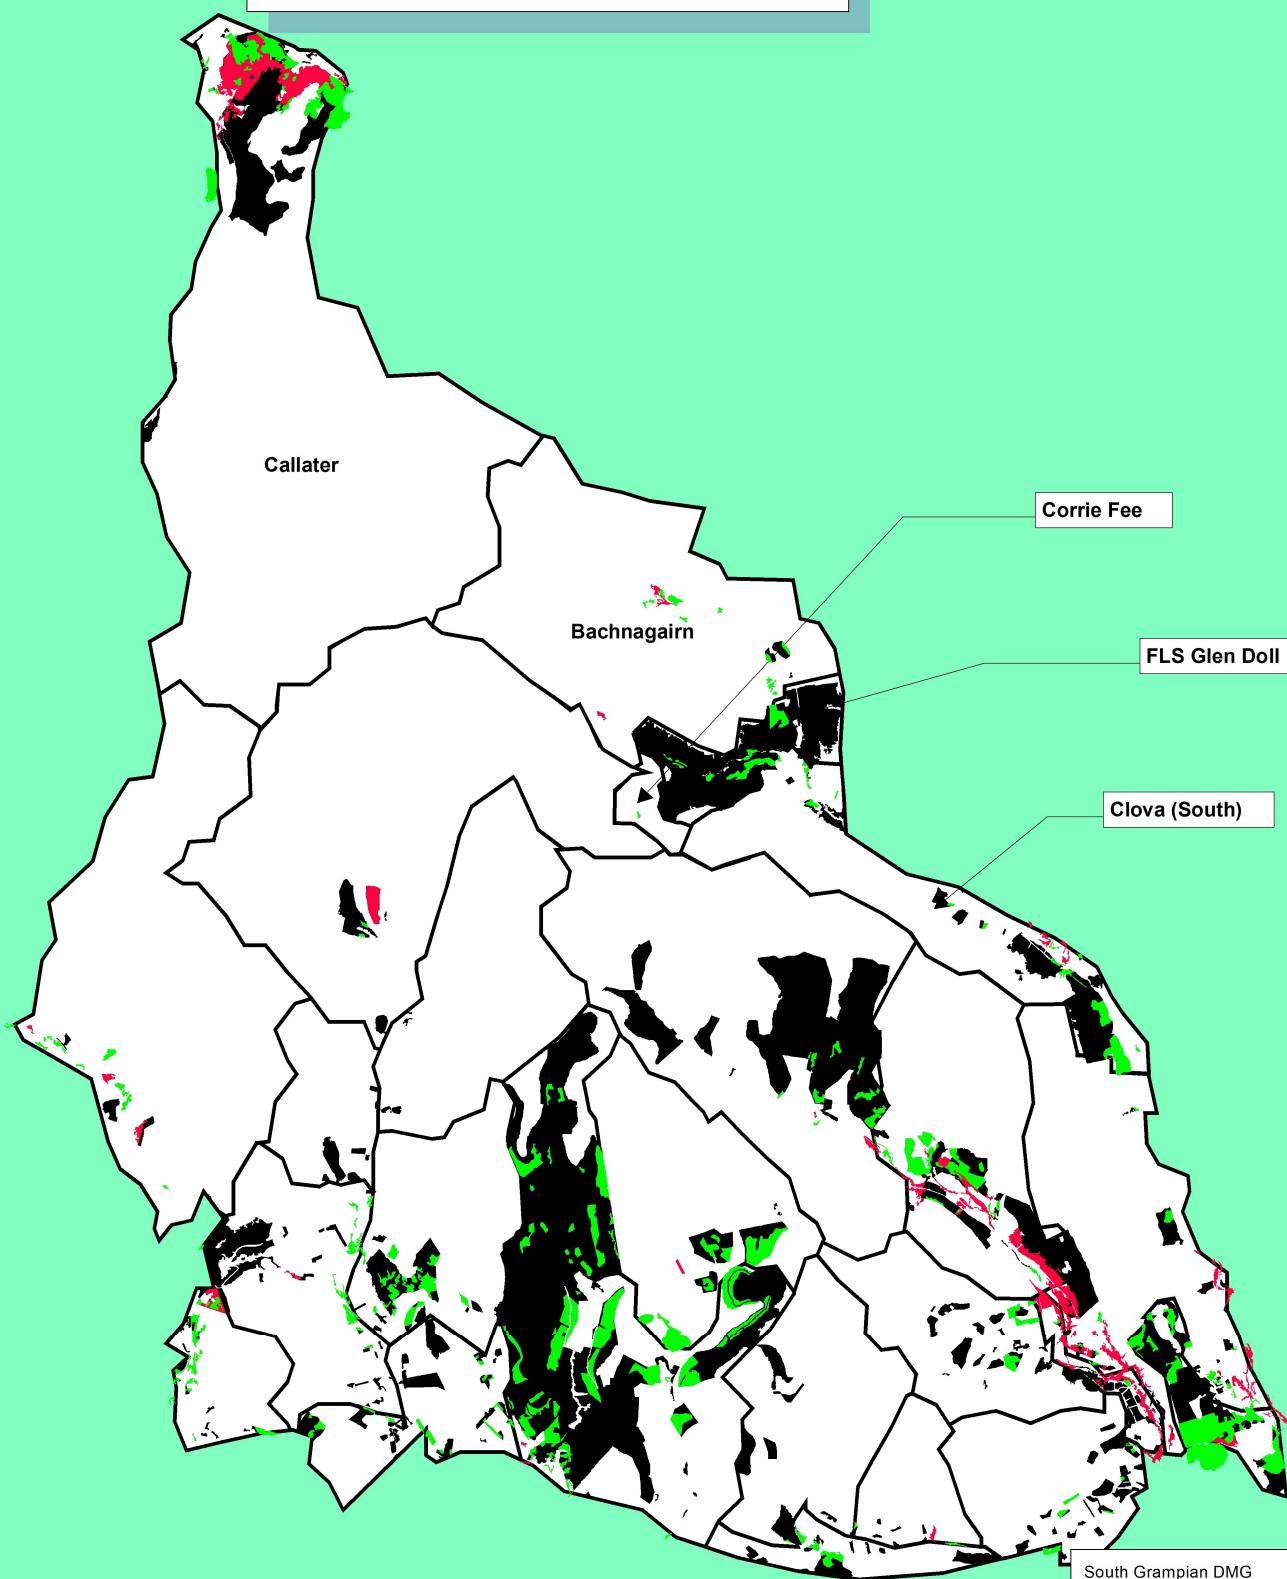 Callater
Corrie Fee
Bachnagairn
FLS Glen Doll
Clova (South)
South Grampian DMG